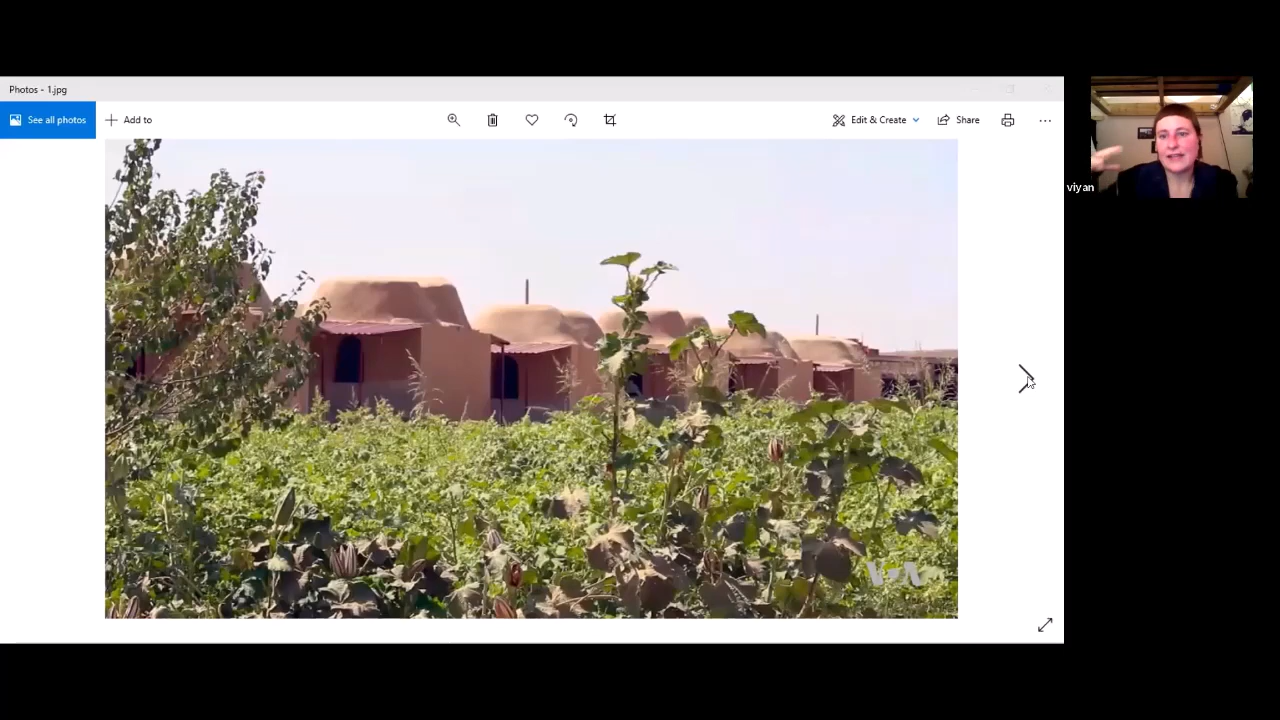 Photos - 1.jpg
See all photos
Add to
Edit & Create
Share
viyan
VOA